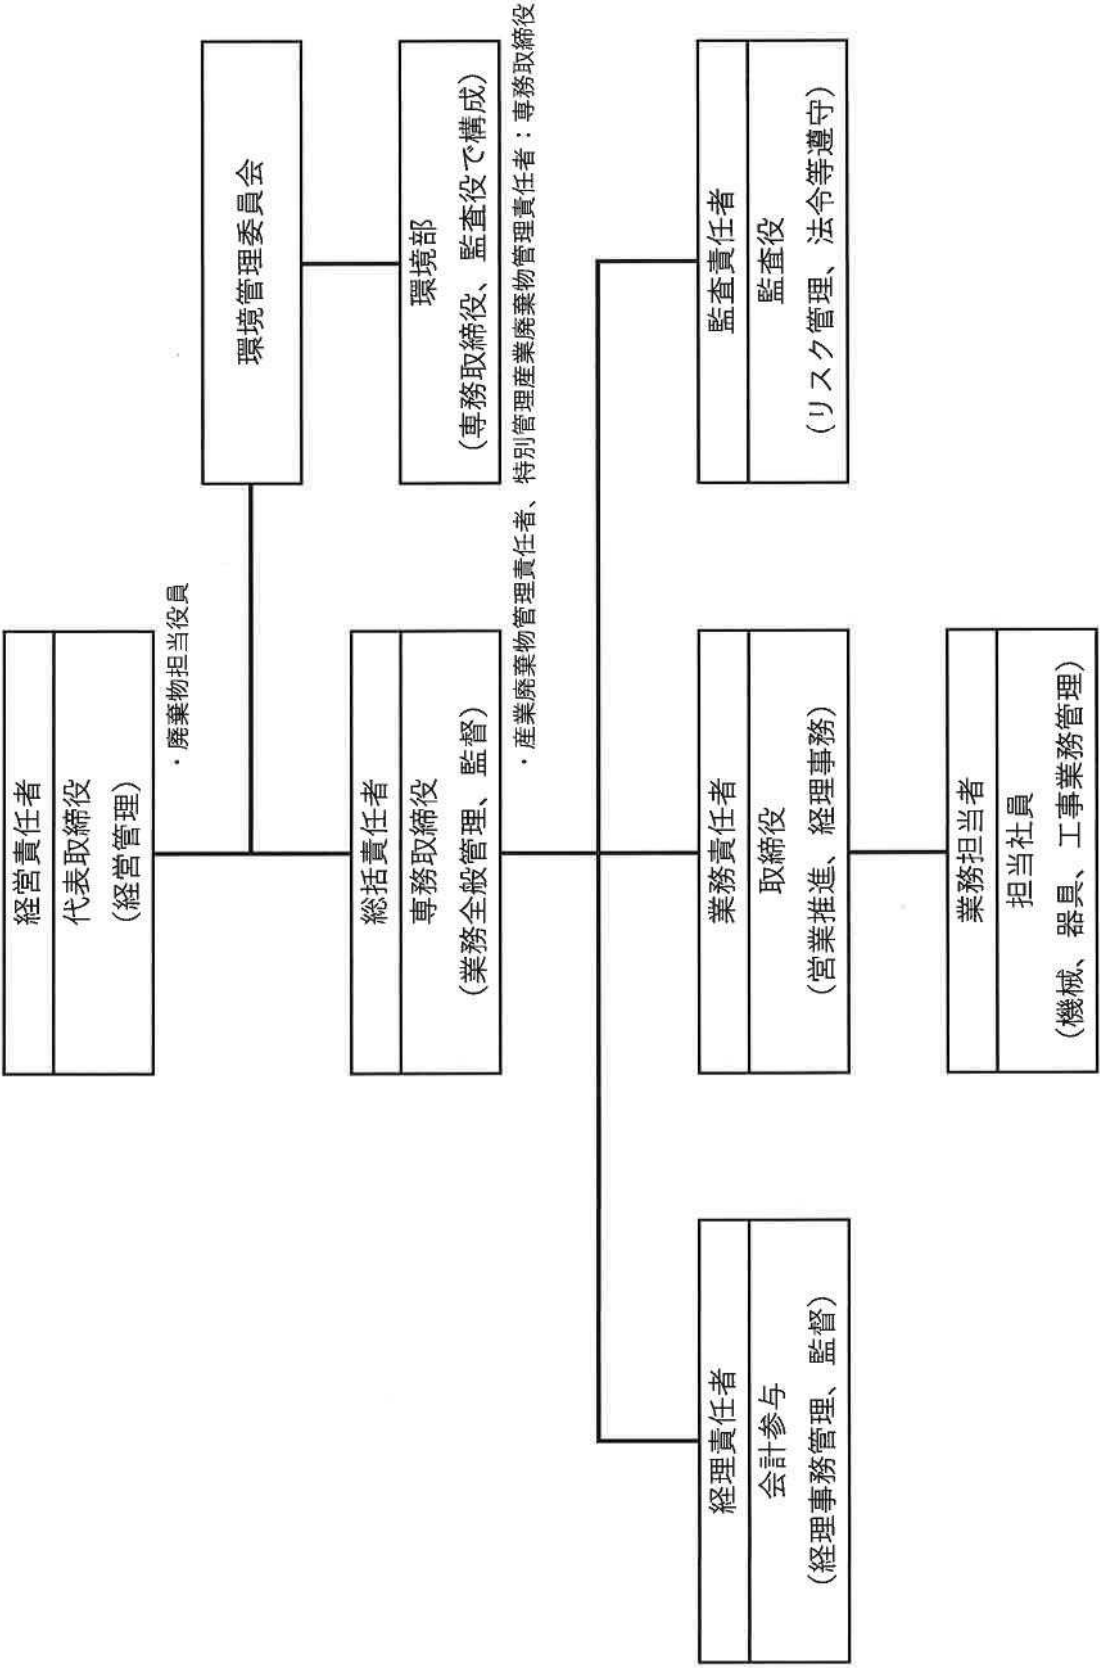 経営責任者
代表取締役
（経営管理）
・廃棄物担当役員
環境管理委員会
環境部
（専務取締役、監査役で構成）
総括責任者
専務取締役
（業務全般管理、監督）
・産業廃棄物管理責任者、特別管理産業廃棄物管理責任者：専務取締役
経理責任者
会計参与
（経理事務管理、監督）
業務責任者
取締役
（営業推進、経理事務）
監査責任者
監査役
（リスク管理、法令等遵守）
業務担当者
担当社員
（機械、器具、工事業務管理）